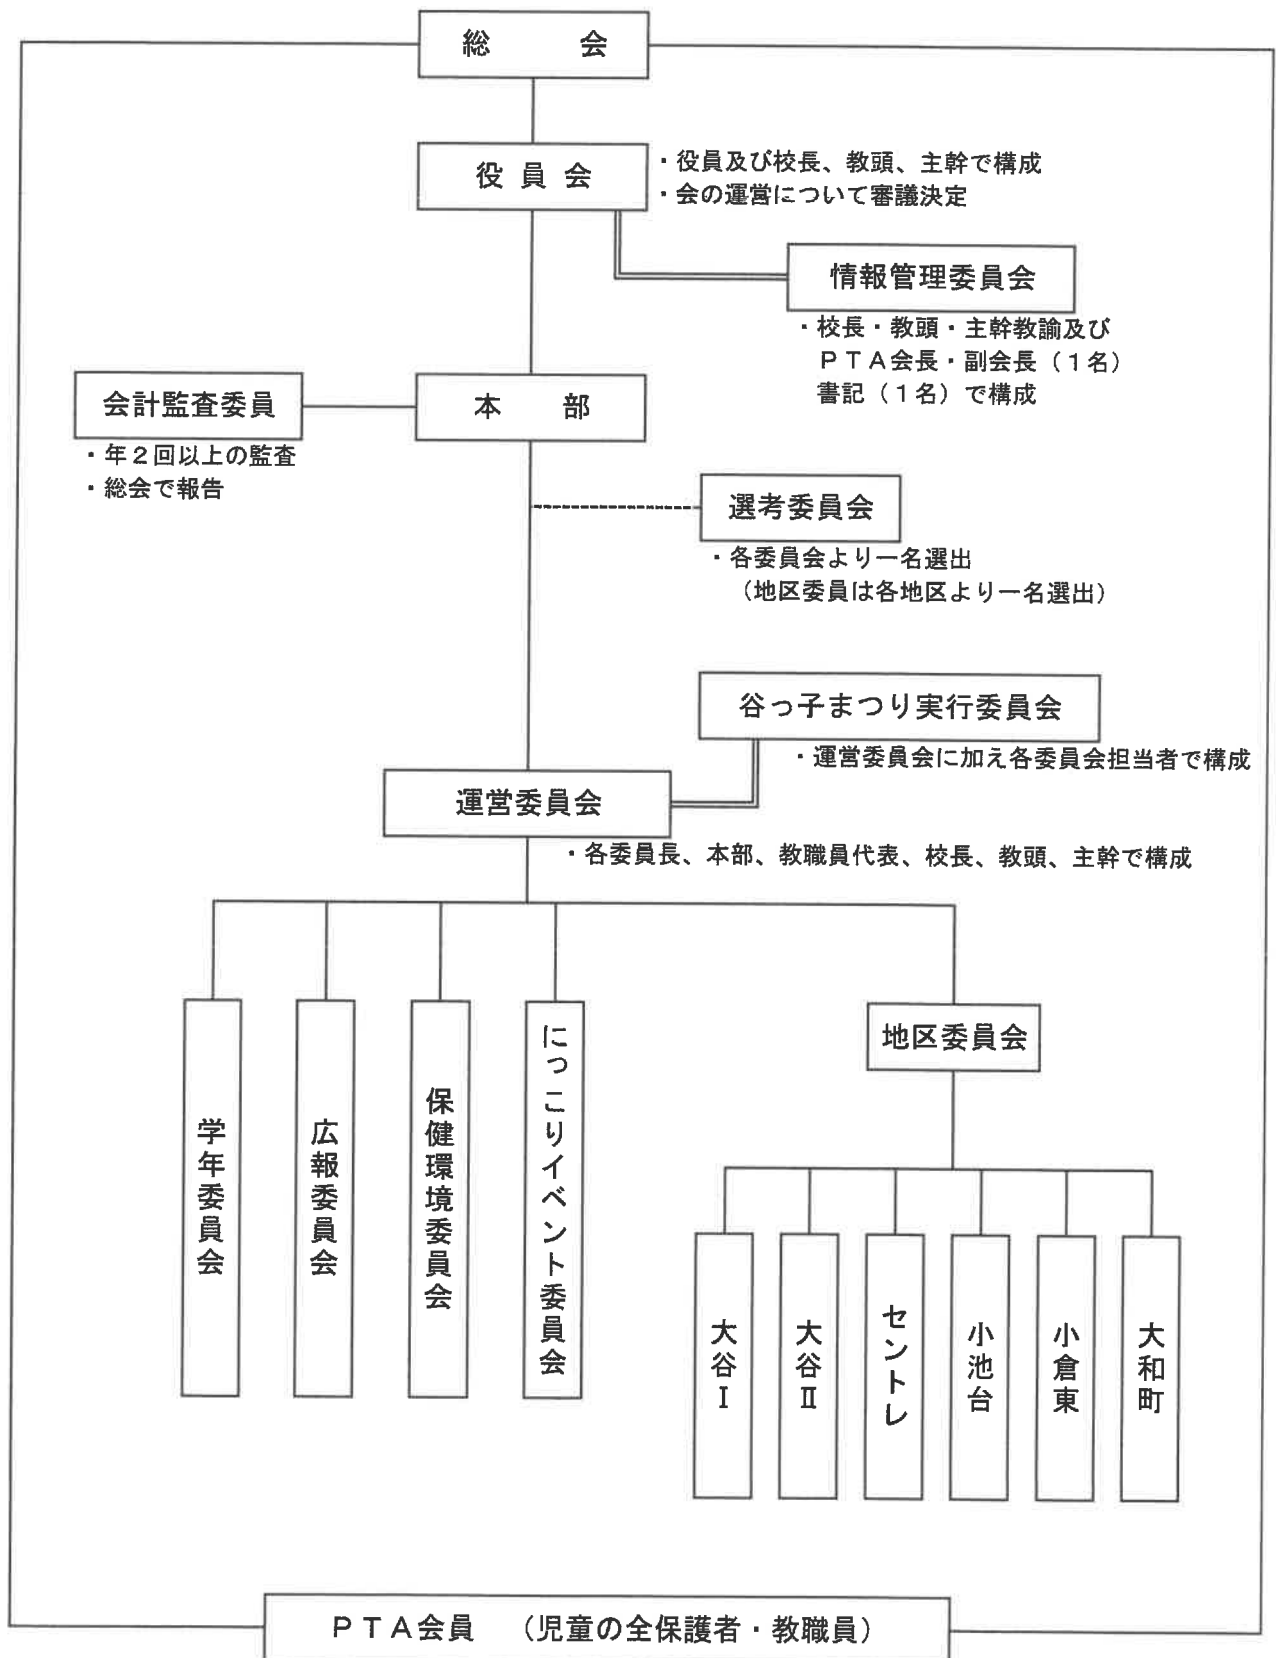 総　　会
役 員 会
・役員及び校長、教頭、主幹で構成
・会の運営について審議決定
情報管理委員会
・校長・教頭・主幹教諭及び
ＰＴＡ会長・副会長（１名）
書記（１名）で構成
会計監査委員
・年２回以上の監査
・総会で報告
本　　部
選考委員会
・各委員会より一名選出
（地区委員は各地区より一名選出）
谷っ子まつり実行委員会
・運営委員会に加え各委員会担当者で構成
運営委員会
・各委員長、本部、教職員代表、校長、教頭、主幹で構成
学年委員会
広報委員会
保健環境委員会
にっこりイベント委員会
地区委員会
大谷Ⅰ
大谷Ⅱ
セントレ
小池台
小倉東
大和町
ＰＴＡ会員　（児童の全保護者・教職員）